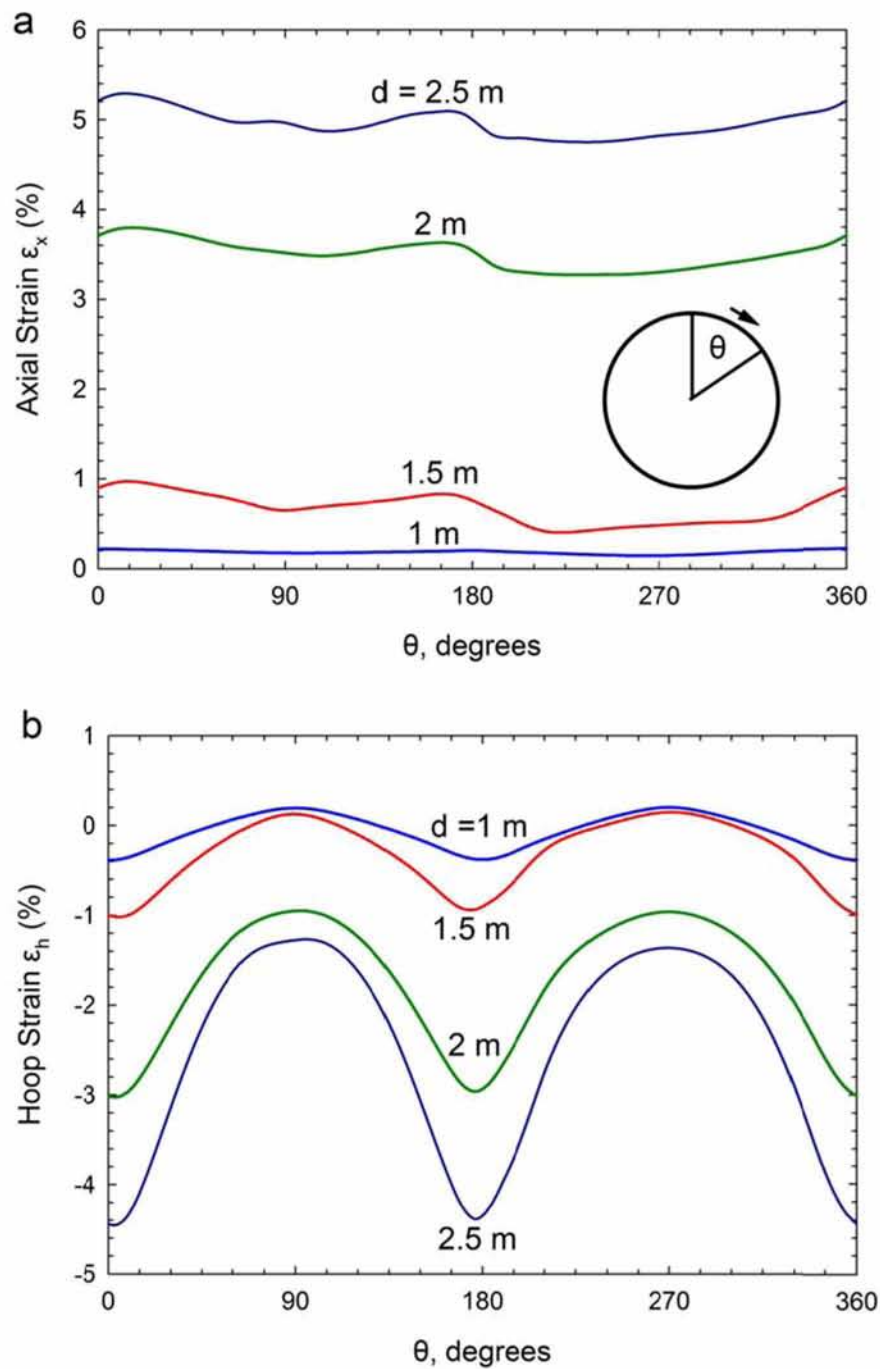 a
6
d = 2.5 m
5
4
2 m
Axial Strain εx (%)
3
θ
2
1.5 m
1
1 m
0
0 90 180 270 360
θ, degrees
b
1
0
d =1 m
-1
1.5 m
Hoop Strain εh (%)
-2
2 m
-3
-4
2.5 m
-5
0 90 180 270 360
θ, degrees